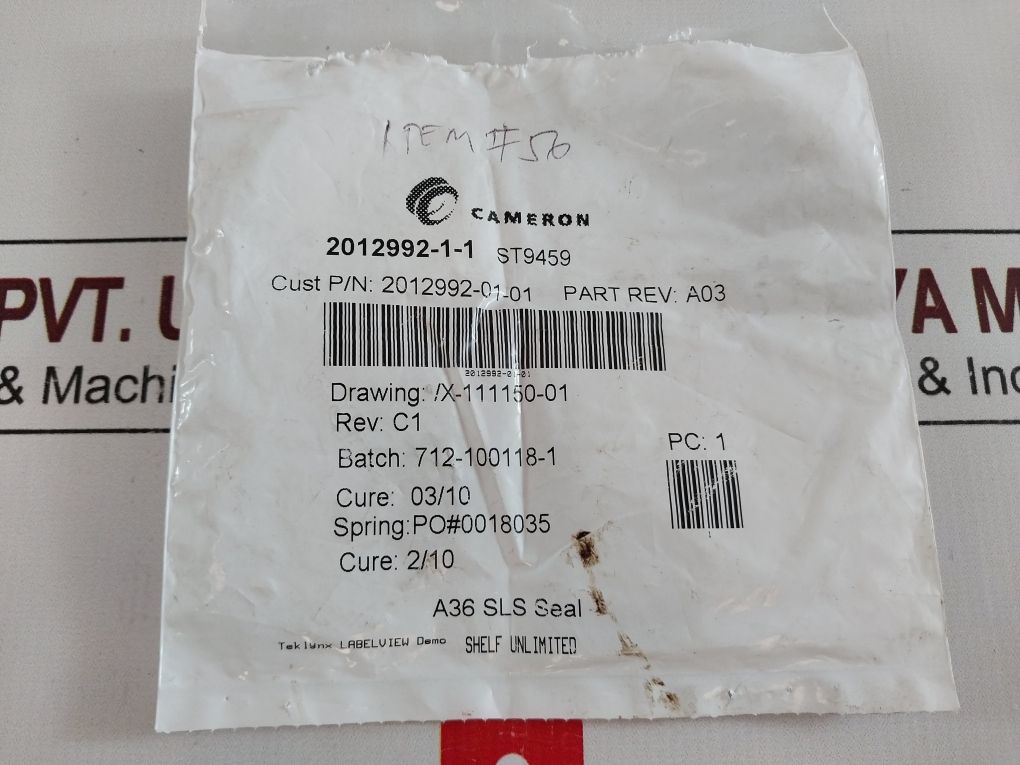 ITEM #56
CAMERON
2012992-1-1 ST9459
Cust P/N: 2012992-01-01 PART REV: A03
2012992-01-01
Drawing: /X-111150-01
Rev: C1
Batch: 712-100118-1
PC: 1
Cure: 03/10
Spring:PO#0018035
Cure: 2/10
A36 SLS Seal
Teklynx LABELVIEW Demo SHELF UNLIMITED
PVT.
YA M
& Machi
& Ind